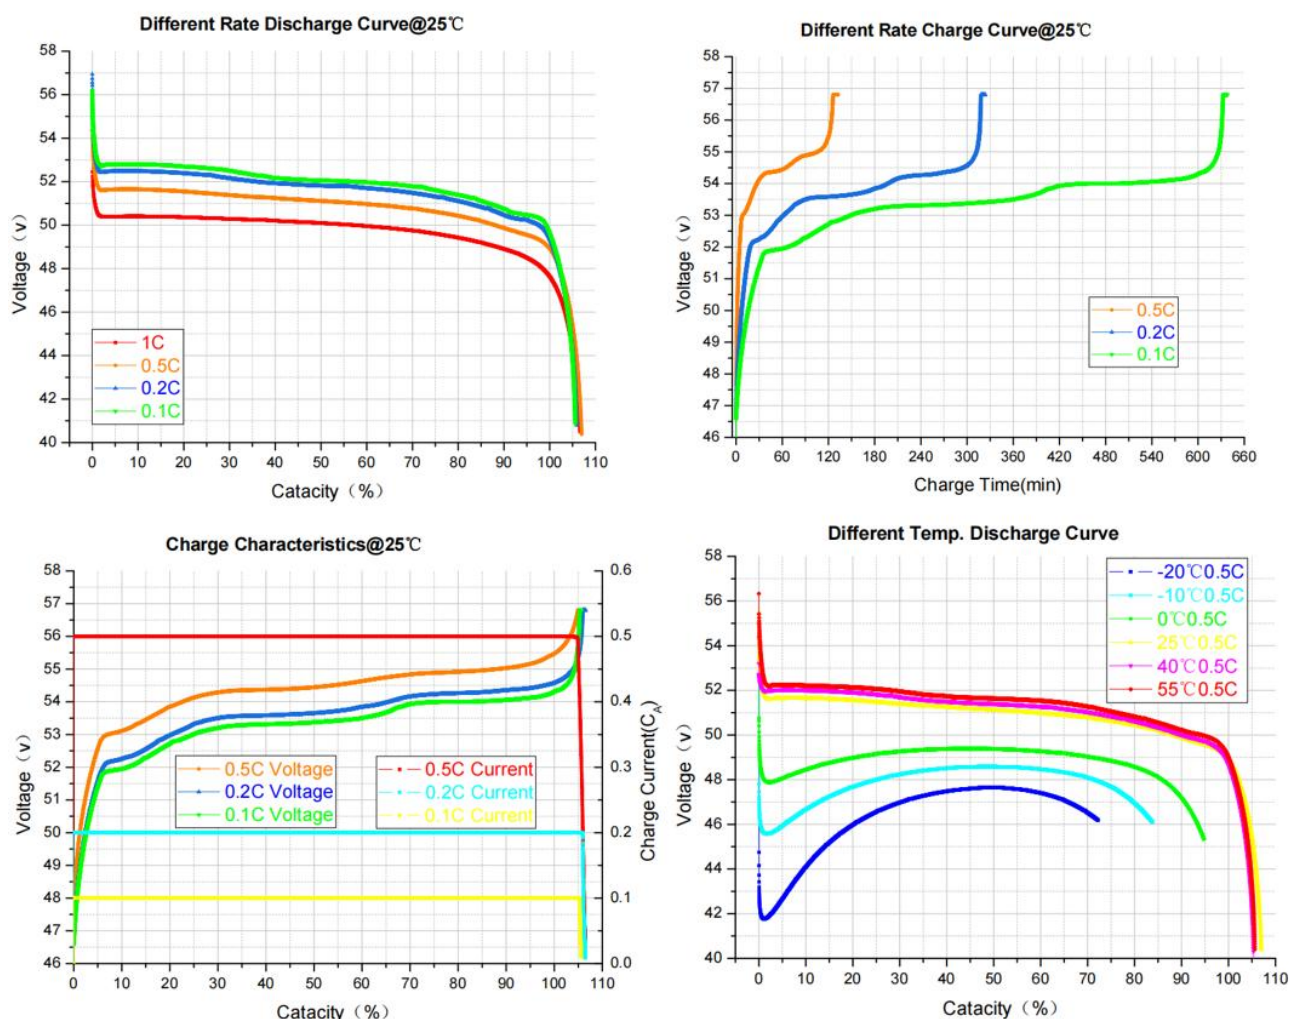 Different Rate Discharge Curve@25℃
58
56
54
52
50
48
46
44
42
40
Voltage（v）
1C
0.5C
0.2C
0.1C
0 10 20 30 40 50 60 70 80 90 100 110
Catacity（%）
Different Rate Charge Curve@25℃
58
57
56
55
54
53
52
51
50
49
48
47
46
Voltage（v）
0.5C
0.2C
0.1C
0 60 120 180 240 300 360 420 480 540 600 660
Charge Time(min)
Charge Characteristics@25℃
58
57
56
55
54
53
52
51
50
49
48
47
46
Voltage（v）
0.5C Voltage
0.2C Voltage
0.1C Voltage
0.5C Current
0.2C Current
0.1C Current
0.6
0.5
0.4
0.3
0.2
0.1
0.0
Charge Current(CA)
0 10 20 30 40 50 60 70 80 90 100 110
Catacity（%）
Different Temp. Discharge Curve
58
56
54
52
50
48
46
44
42
40
Voltage（v）
-20℃0.5C
-10℃0.5C
0℃0.5C
25℃0.5C
40℃0.5C
55℃0.5C
0 10 20 30 40 50 60 70 80 90 100 110
Catacity（%）